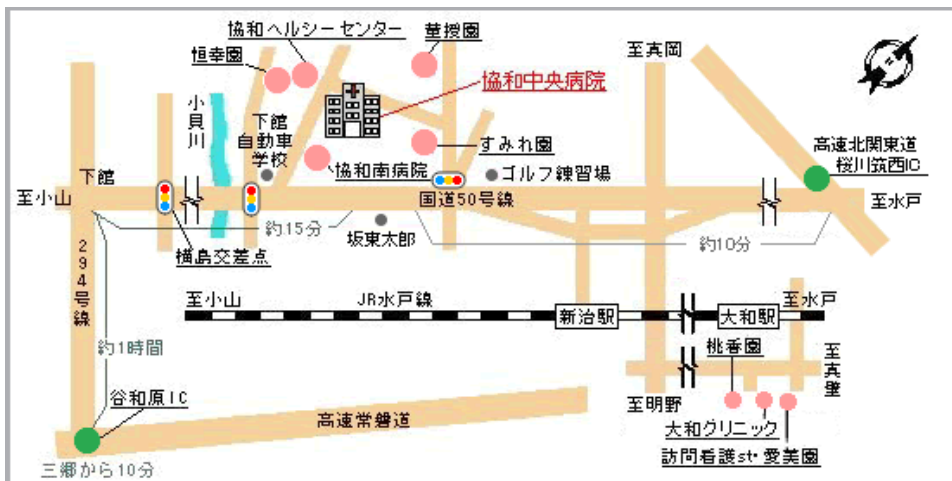 協和ヘルシーセンター
華授園
恒幸園
至真岡
協和中央病院
小貝川
下館
自動車
学校
すみれ園
高速北関東道
桜川筑西IC
下館
協和南病院
ゴルフ練習場
至小山
国道50号線
至水戸
約15分
坂東太郎
約10分
横島交差点
294号線
至小山
JR水戸線
至水戸
新治駅
大和駅
約1時間
桃香園
至真壁
谷和原IC
至明野
高速常磐道
大和クリニック
訪問看護st・愛美園
三郷から10分